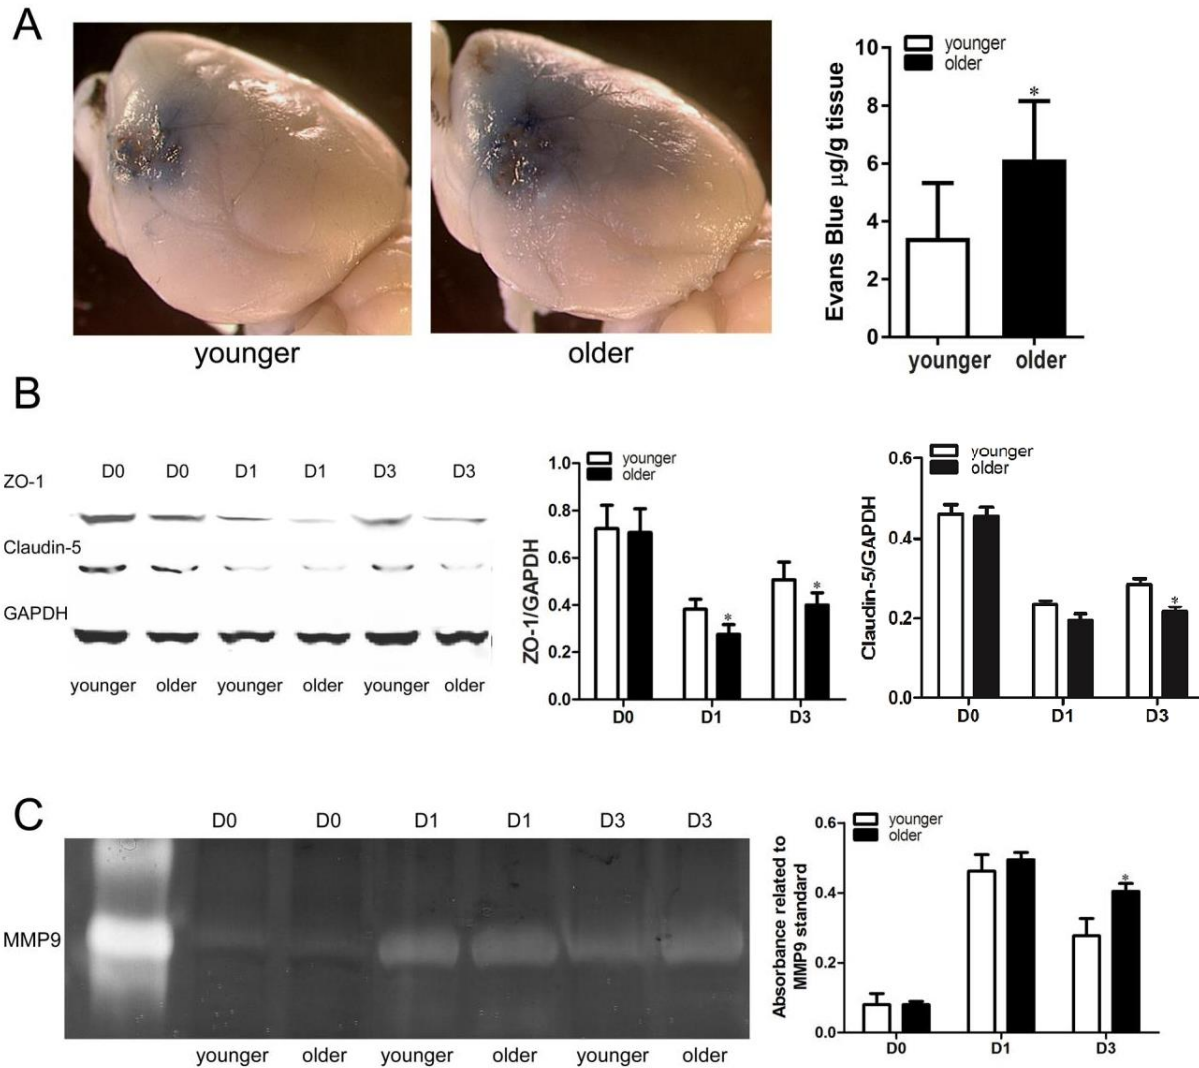 A
younger
older
10
8
6
4
2
0
Evans Blue µg/g tissue
younger
older
*
younger older
B
ZO-1
D0 D0 D1 D1 D3 D3
Claudin-5
GAPDH
younger older younger older younger older
ZO-1/GAPDH
1.0
0.8
0.6
0.4
0.2
0.0
younger
older
*
*
D0 D1 D3
Claudin-5/GAPDH
0.6
0.4
0.2
0.0
younger
older
*
D0 D1 D3
C
D0 D0 D1 D1 D3 D3
MMP9
younger older younger older younger older
Absorbance related to
MMP9 standard
0.6
0.4
0.2
0.0
younger
older
*
D0 D1 D3